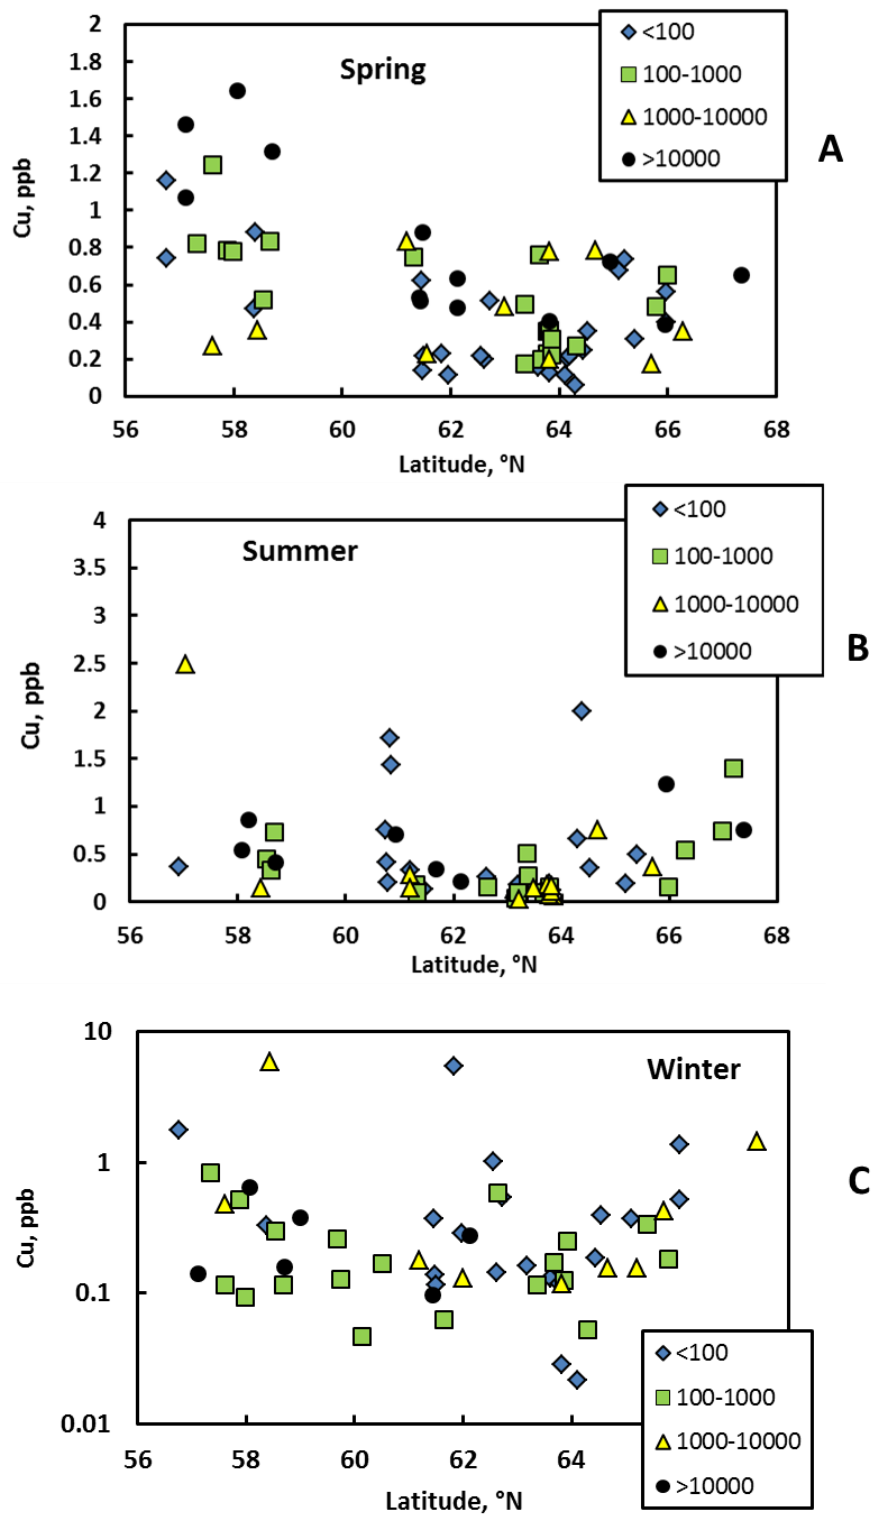 Spring
<100
100-1000
1000-10000
>10000
A
Cu, ppb
2
1.8
1.6
1.4
1.2
1
0.8
0.6
0.4
0.2
0
56 58 60 62 64 66 68
Latitude, °N
Summer
<100
100-1000
1000-10000
>10000
B
Cu, ppb
4
3.5
3
2.5
2
1.5
1
0.5
0
56 58 60 62 64 66 68
Latitude, °N
Winter
C
Cu, ppb
10
1
0.1
0.01
<100
100-1000
1000-10000
>10000
56 58 60 62 64
Latitude, °N